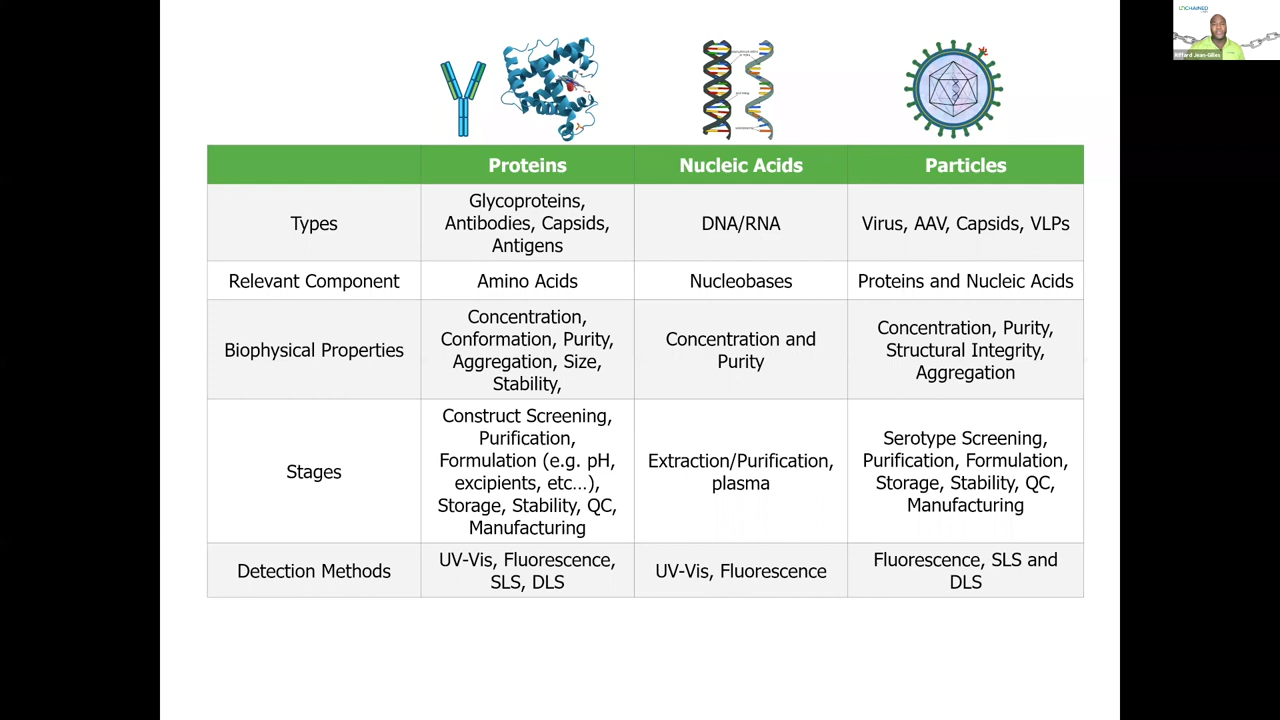 UNCHAINED
Riffard Jean-Gilles
Proteins
Nucleic Acids
Particles
Types
Glycoproteins,
Antibodies, Capsids,
Antigens
DNA/RNA
Virus, AAV, Capsids, VLPs
Relevant Component
Amino Acids
Nucleobases
Proteins and Nucleic Acids
Biophysical Properties
Concentration,
Conformation, Purity,
Aggregation, Size,
Stability,
Concentration and
Purity
Concentration, Purity,
Structural Integrity,
Aggregation
Stages
Construct Screening,
Purification,
Formulation (e.g. pH,
excipients, etc…),
Storage, Stability, QC,
Manufacturing
Extraction/Purification,
plasma
Serotype Screening,
Purification, Formulation,
Storage, Stability, QC,
Manufacturing
Detection Methods
UV-Vis, Fluorescence,
SLS, DLS
UV-Vis, Fluorescence
Fluorescence, SLS and
DLS